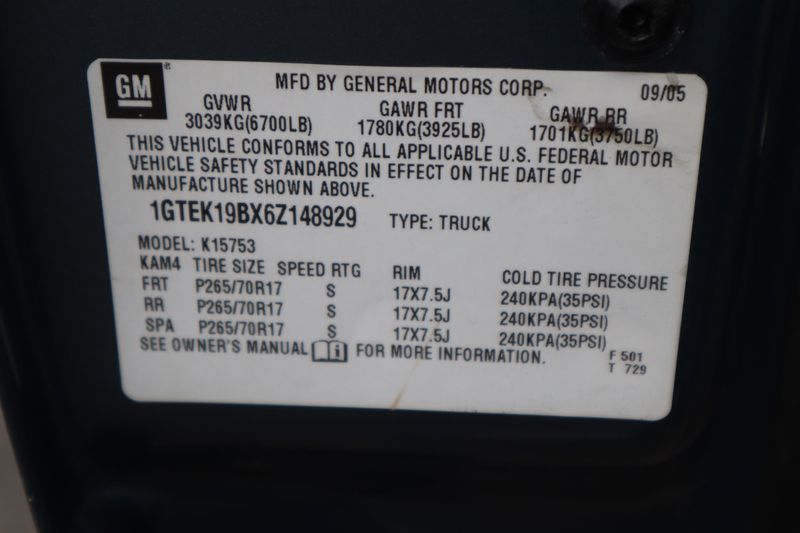 GM
MFD BY GENERAL MOTORS CORP. 09/05
GVWR GAWR FRT GAWR RR
3039KG(6700LB) 1780KG(3925LB) 1701KG(3750LB)
THIS VEHICLE CONFORMS TO ALL APPLICABLE U.S. FEDERAL MOTOR
VEHICLE SAFETY STANDARDS IN EFFECT ON THE DATE OF
MANUFACTURE SHOWN ABOVE.
1GTEK19BX6Z148929 TYPE: TRUCK
MODEL: K15753
KAM4 TIRE SIZE SPEED RTG RIM COLD TIRE PRESSURE
FRT P265/70R17 S 17X7.5J 240KPA(35PSI)
RR P265/70R17 S 17X7.5J 240KPA(35PSI)
SPA P265/70R17 S 17X7.5J 240KPA(35PSI)
SEE OWNER'S MANUAL FOR MORE INFORMATION. F 501
T 729